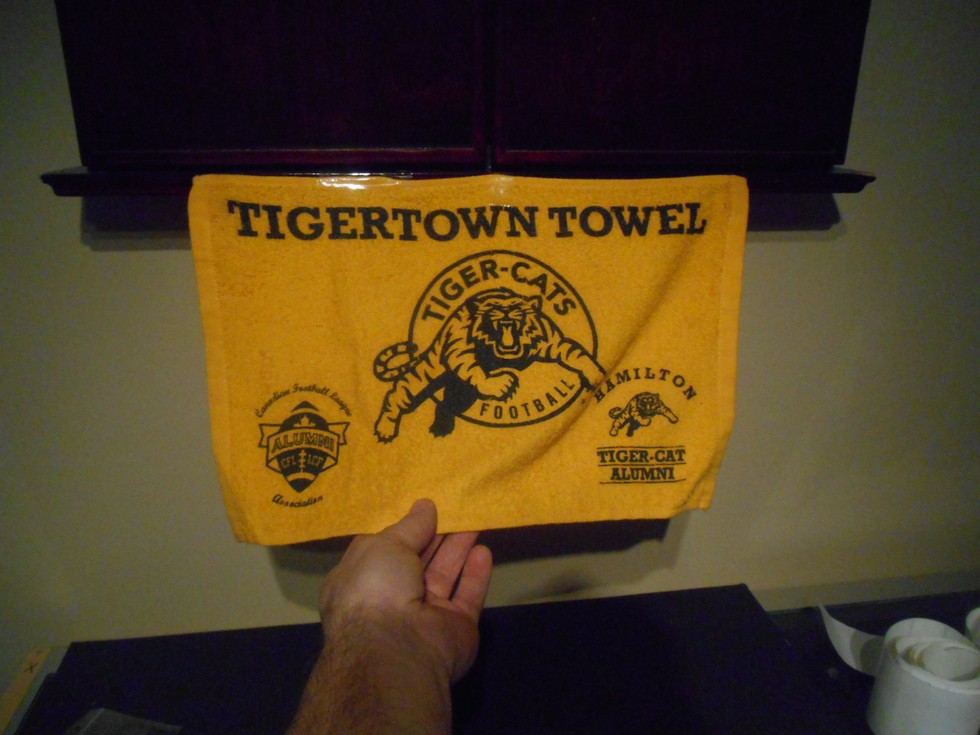 TIGERTOWN TOWEL
TIGER-CATS
FOOTBALL
Canadian Football League
ALUMNI
CFL LCF
Association
HAMILTON
TIGER-CAT
ALUMNI